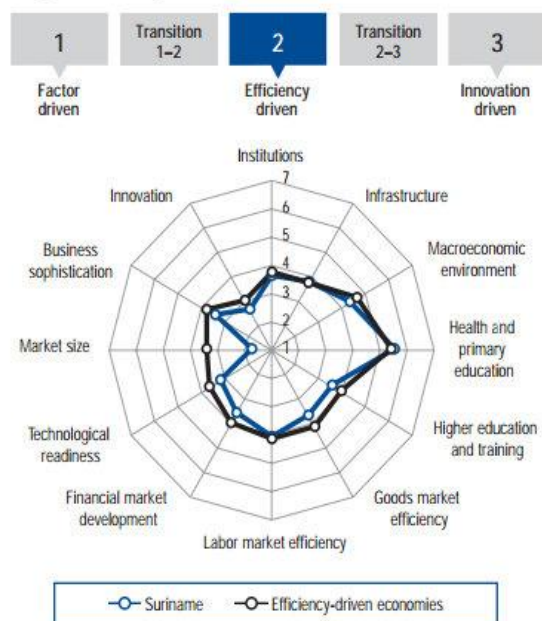 1
Transition
1–2
2
Transition
2–3
3
Factor
driven
Efficiency
driven
Innovation
driven
Institutions
7
6
5
4
3
2
1
Infrastructure
Macroeconomic
environment
Health and
primary
education
Higher education
and training
Goods market
efficiency
Labor market efficiency
Financial market
development
Technological
readiness
Market size
Business
sophistication
Innovation
Suriname
Efficiency-driven economies